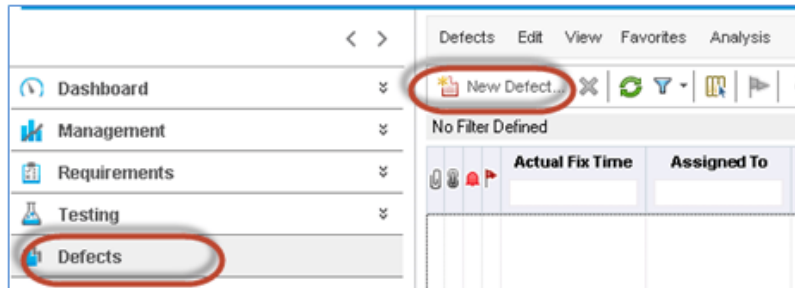 Defects Edit View Favorites Analysis
Dashboard
New Defect...
Management
No Filter Defined
Requirements
Actual Fix Time Assigned To
Testing
Defects